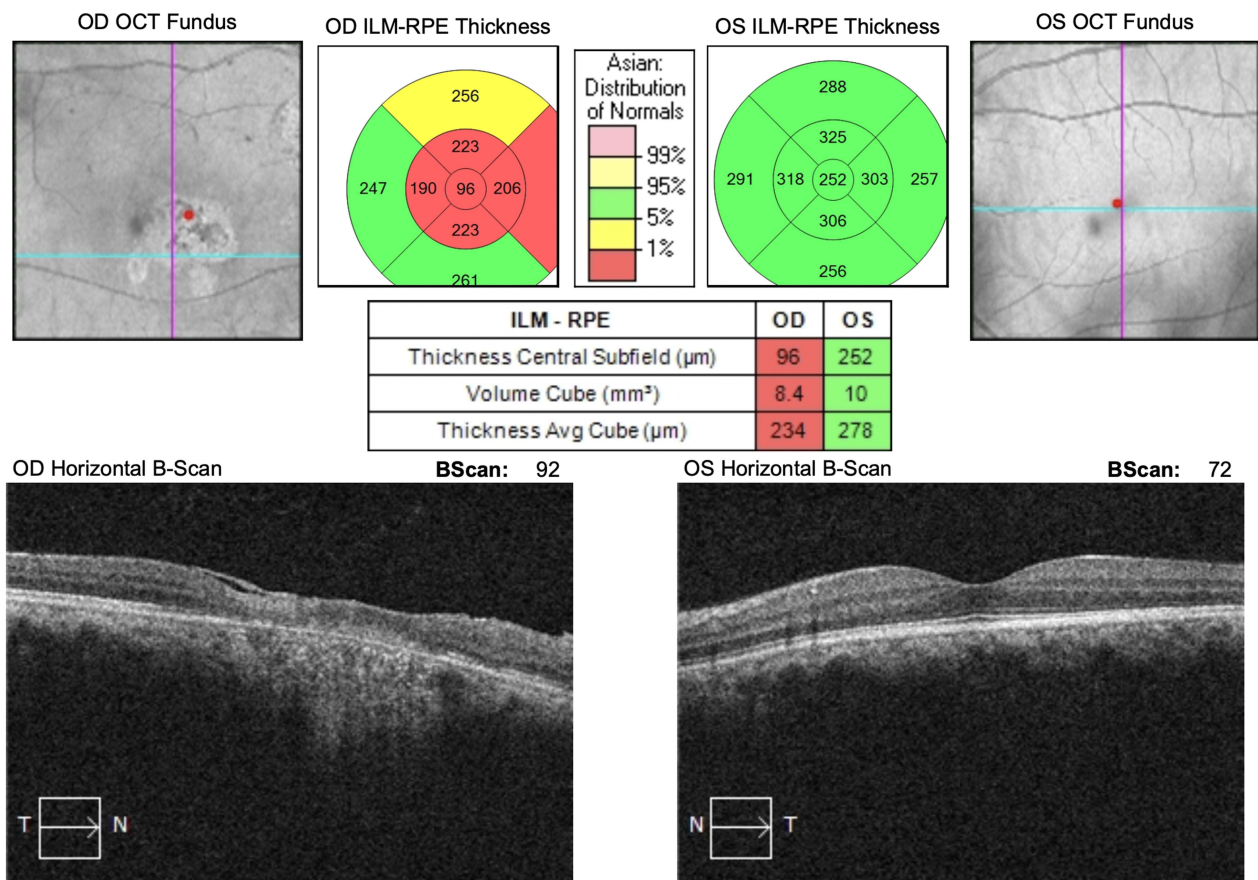 OD OCT Fundus
OD ILM-RPE Thickness
OS ILM-RPE Thickness
OS OCT Fundus
256
223
247
190
96
206
223
261
Asian:
Distribution
of Normals
99%
95%
5%
1%
288
325
291
318
252
303
257
306
256
ILM - RPE OD OS
Thickness Central Subfield (µm) 96 252
Volume Cube (mm³) 8.4 10
Thickness Avg Cube (µm) 234 278
OD Horizontal B-Scan BScan: 92
OS Horizontal B-Scan BScan: 72
T N
N T